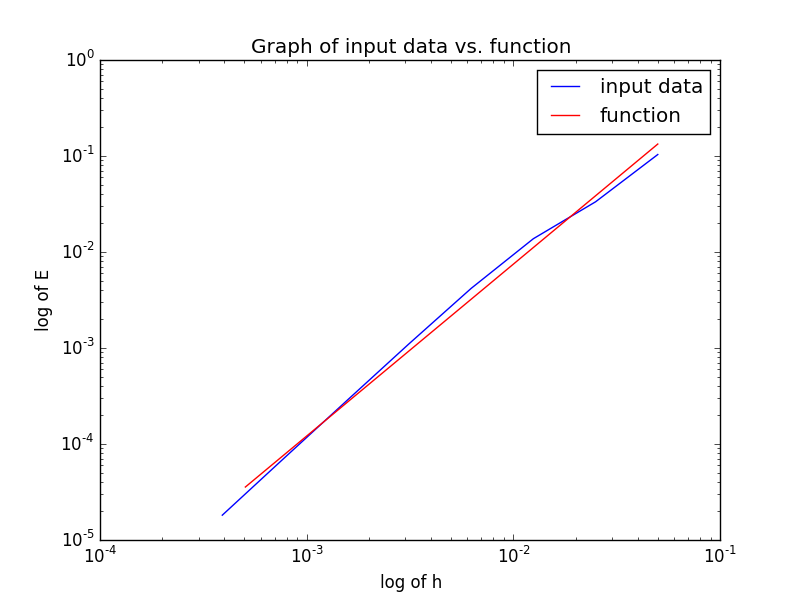 Graph of input data vs. function
input data
function
10^0
10^-1
10^-2
10^-3
10^-4
10^-5
log of E
10^-4
10^-3
10^-2
10^-1
log of h